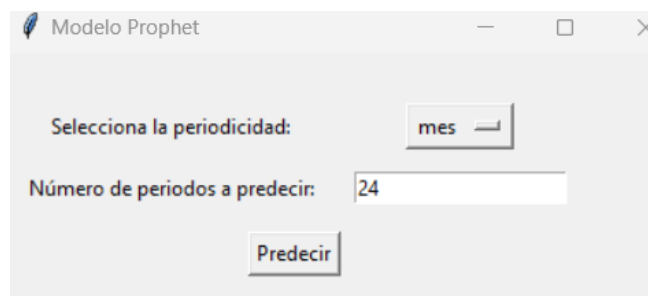 Modelo Prophet
Selecciona la periodicidad: mes
Número de periodos a predecir: 24
Predecir